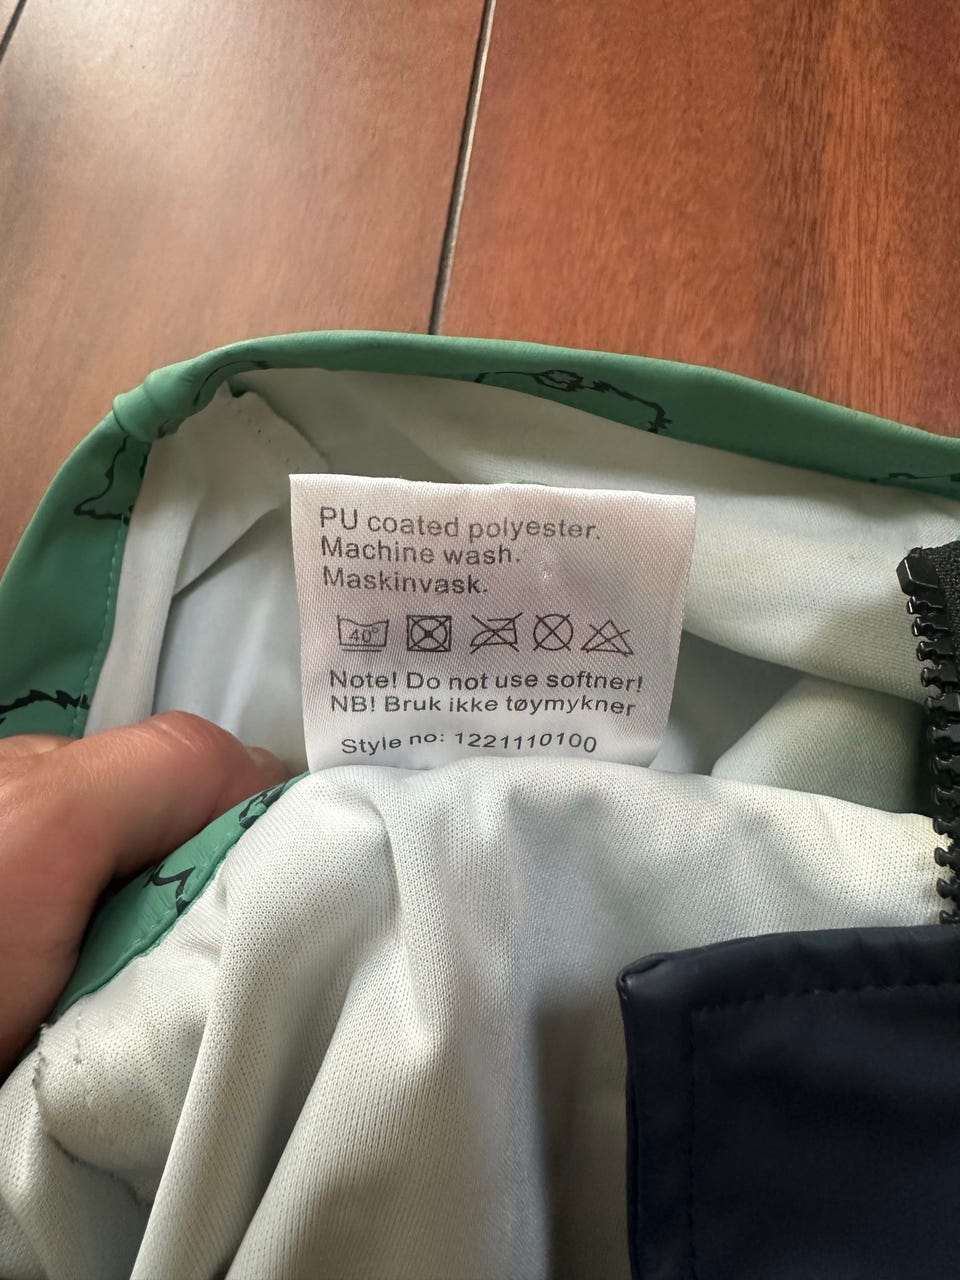 PU coated polyester.
Machine wash.
Maskinvask.
40°
Note! Do not use softner!
NB! Bruk ikke tøymykner
Style no: 1221110100